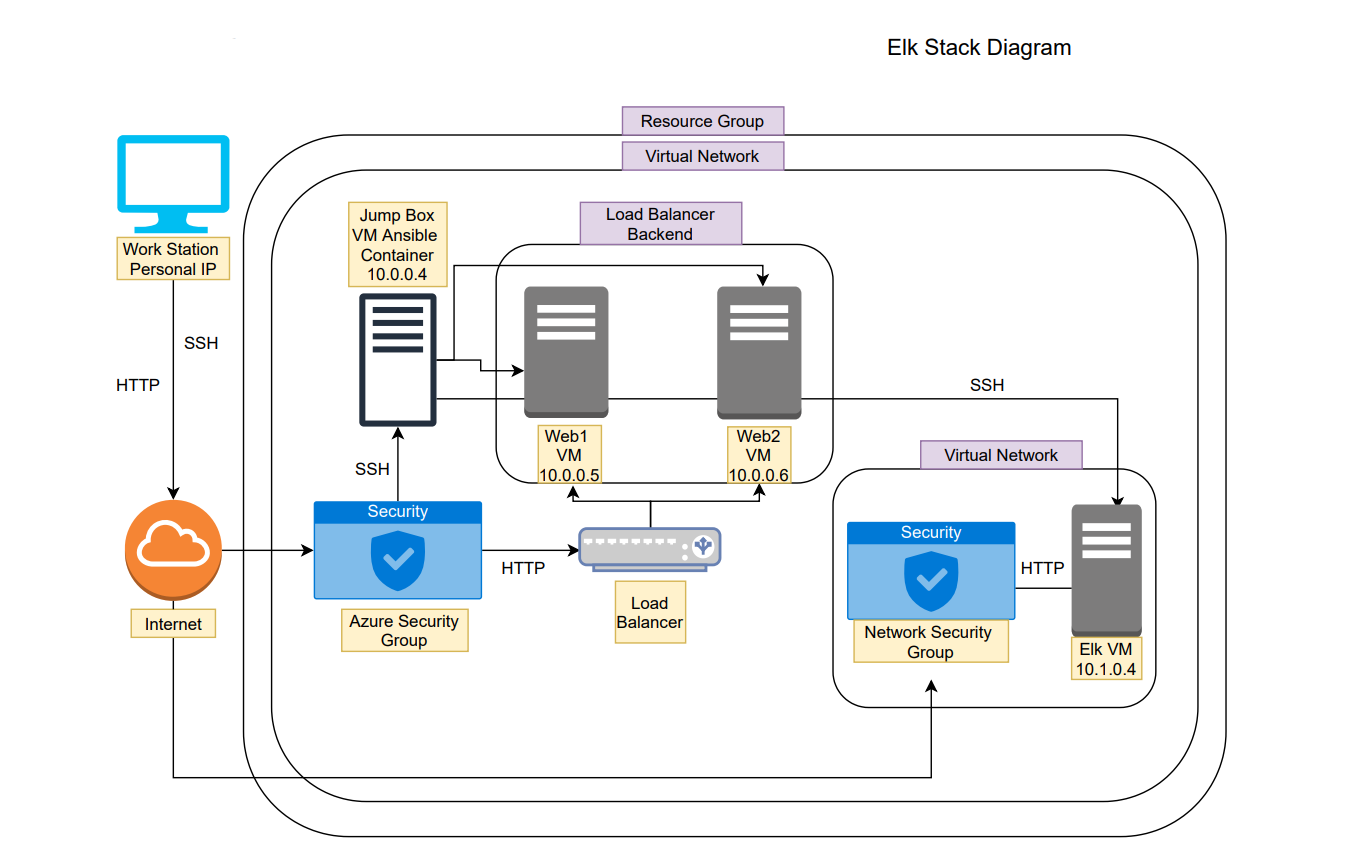 Elk Stack Diagram
Resource Group
Virtual Network
Jump Box
VM Ansible
Container
10.0.0.4
Load Balancer
Backend
Work Station
Personal IP
SSH
HTTP
SSH
Web1
VM
10.0.0.5
Web2
VM
10.0.0.6
Virtual Network
SSH
Security
HTTP
Security
HTTP
Load
Balancer
Azure Security
Group
Internet
Network Security
Group
Elk VM
10.1.0.4